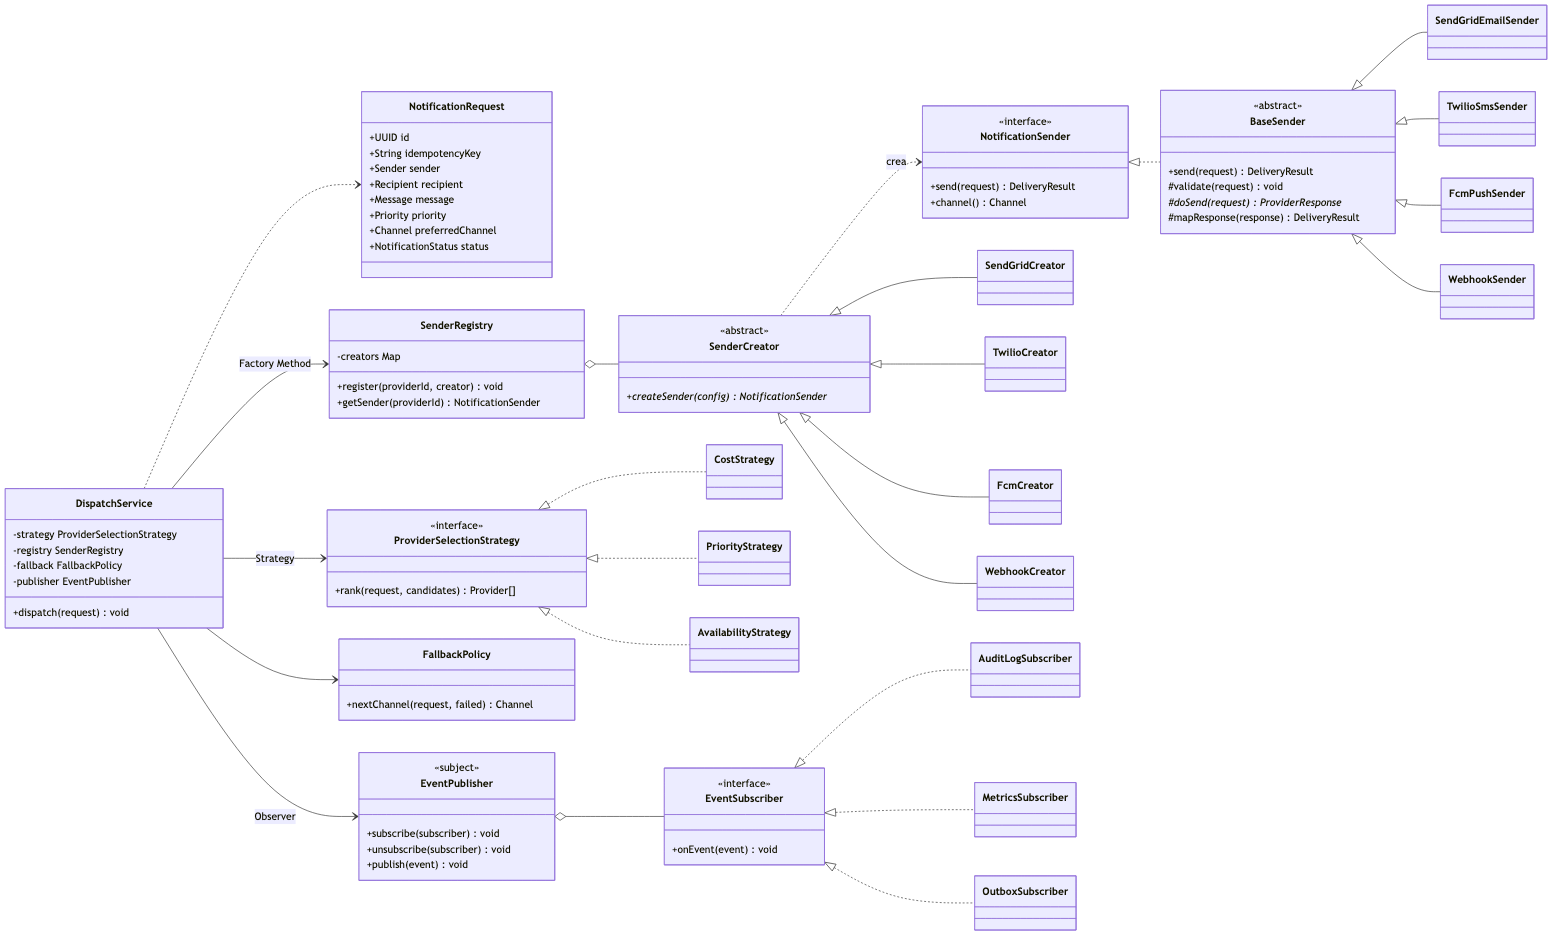 SendGridEmailSender
NotificationRequest
+UUID id
+String idempotencyKey
+Sender sender
+Recipient recipient
+Message message
+Priority priority
+Channel preferredChannel
+NotificationStatus status
«interface»
NotificationSender
+send(request) : DeliveryResult
+channel() : Channel
«abstract»
BaseSender
+send(request) : DeliveryResult
#validate(request) : void
#doSend(request) : ProviderResponse
#mapResponse(response) : DeliveryResult
TwilioSmsSender
FcmPushSender
WebhookSender
crea
SendGridCreator
TwilioCreator
FcmCreator
WebhookCreator
Factory Method
SenderRegistry
-creators Map
+register(providerId, creator) : void
+getSender(providerId) : NotificationSender
«abstract»
SenderCreator
+createSender(config) : NotificationSender
DispatchService
-strategy ProviderSelectionStrategy
-registry SenderRegistry
-fallback FallbackPolicy
-publisher EventPublisher
+dispatch(request) : void
Strategy
«interface»
ProviderSelectionStrategy
+rank(request, candidates) : Provider[]
CostStrategy
PriorityStrategy
AvailabilityStrategy
FallbackPolicy
+nextChannel(request, failed) : Channel
Observer
«subject»
EventPublisher
+subscribe(subscriber) : void
+unsubscribe(subscriber) : void
+publish(event) : void
«interface»
EventSubscriber
+onEvent(event) : void
AuditLogSubscriber
MetricsSubscriber
OutboxSubscriber